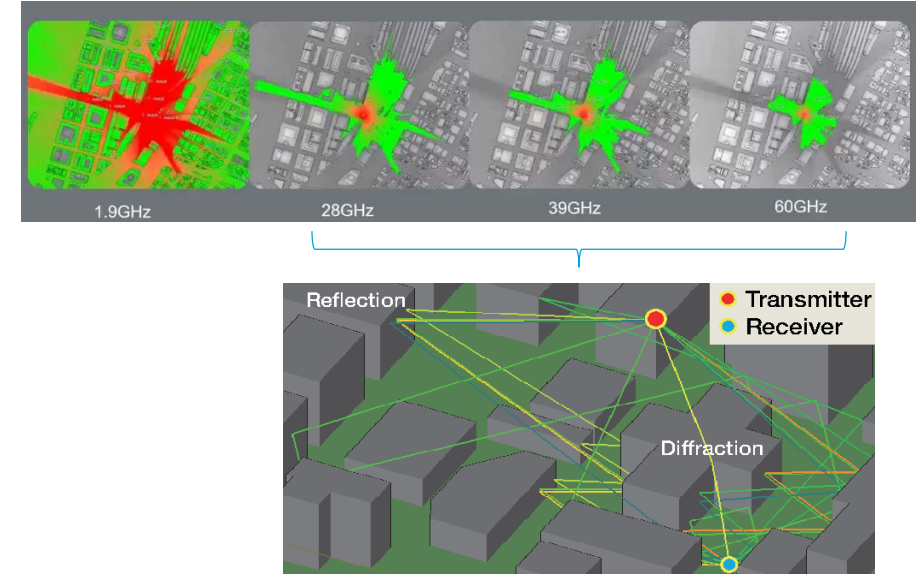 1.9GHz
28GHz
39GHz
60GHz
Reflection
Transmitter
Receiver
Diffraction